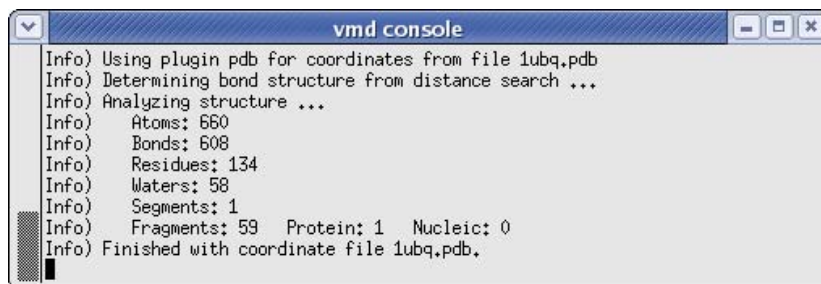 vmd console
Info) Using plugin pdb for coordinates from file 1ubq.pdb
Info) Determining bond structure from distance search ...
Info) Analyzing structure ...
Info)    Atoms: 660
Info)    Bonds: 608
Info)    Residues: 134
Info)    Waters: 58
Info)    Segments: 1
Info)    Fragments: 59   Protein: 1   Nucleic: 0
Info) Finished with coordinate file 1ubq.pdb.